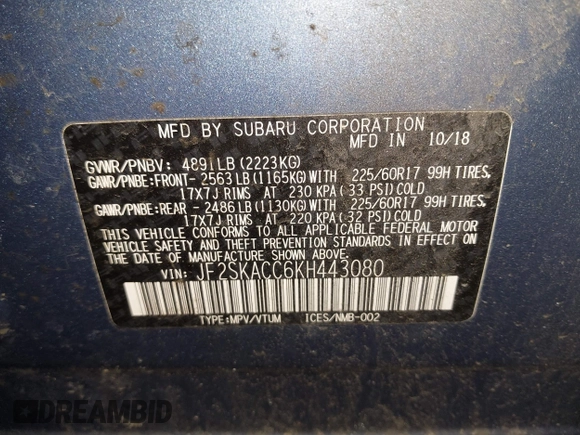 MFD BY SUBARU CORPORATION
MFD IN 10/18
GVWR/PNBV: 4891LB (2223KG)
GAWR/PNBE:FRONT- 2563LB(1165KG)WITH 225/60R17 99H TIRES,
17X7J RIMS AT 230 KPA( 33 PSI)COLD
GAWR/PNBE:REAR -2486LB(1130KG)WITH 225/60R17 99H TIRES,
17X7J RIMS AT 220 KPA( 32 PSI)COLD
THIS VEHICLE CONFORMS TO ALL APPLICABLE FEDERAL MOTOR
VEHICLE SAFETY AND THEFT PREVENTION STANDARDS IN EFFECT ON
THE DATE OF MANUFACTURE SHOWN ABOVE.
VIN: JF2SKACC6KH443080
TYPE:MPV/VTUM ICES/NMB-002
DREAMBID